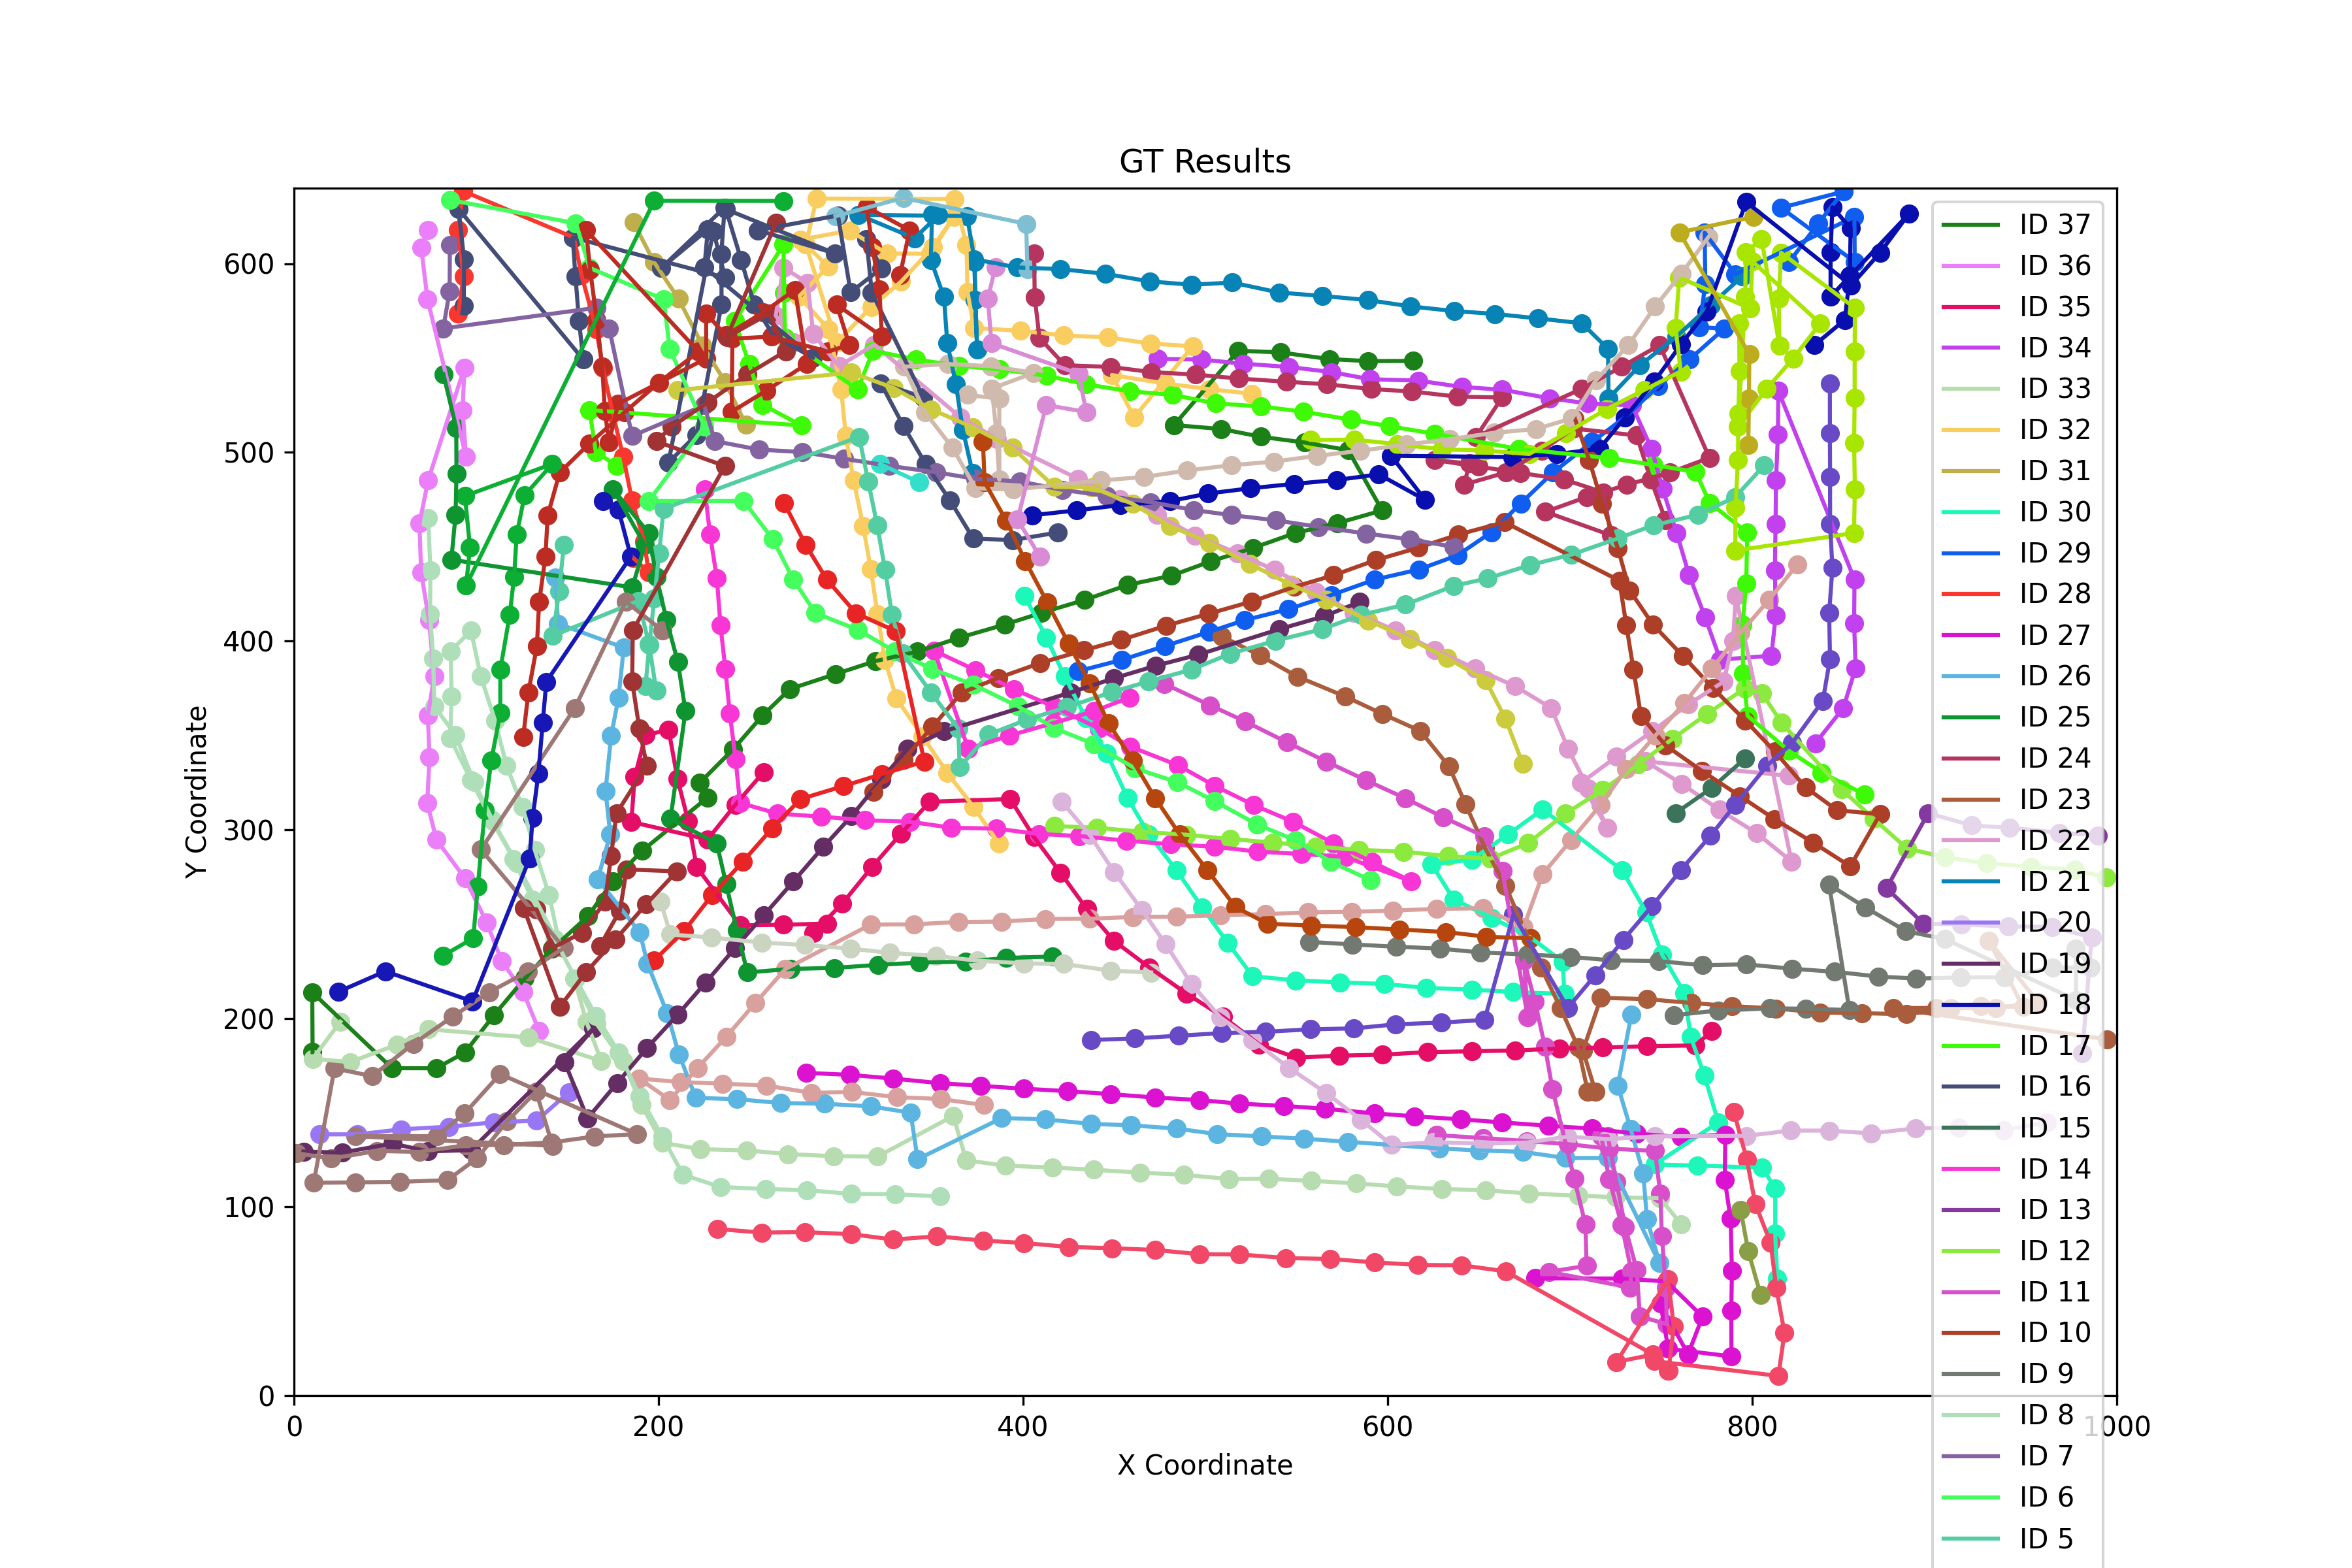 GT Results
600
500
400
300
200
100
0
Y Coordinate
0 200 400 600 800 1000
X Coordinate
ID 37
ID 36
ID 35
ID 34
ID 33
ID 32
ID 31
ID 30
ID 29
ID 28
ID 27
ID 26
ID 25
ID 24
ID 23
ID 22
ID 21
ID 20
ID 19
ID 18
ID 17
ID 16
ID 15
ID 14
ID 13
ID 12
ID 11
ID 10
ID 9
ID 8
ID 7
ID 6
ID 5